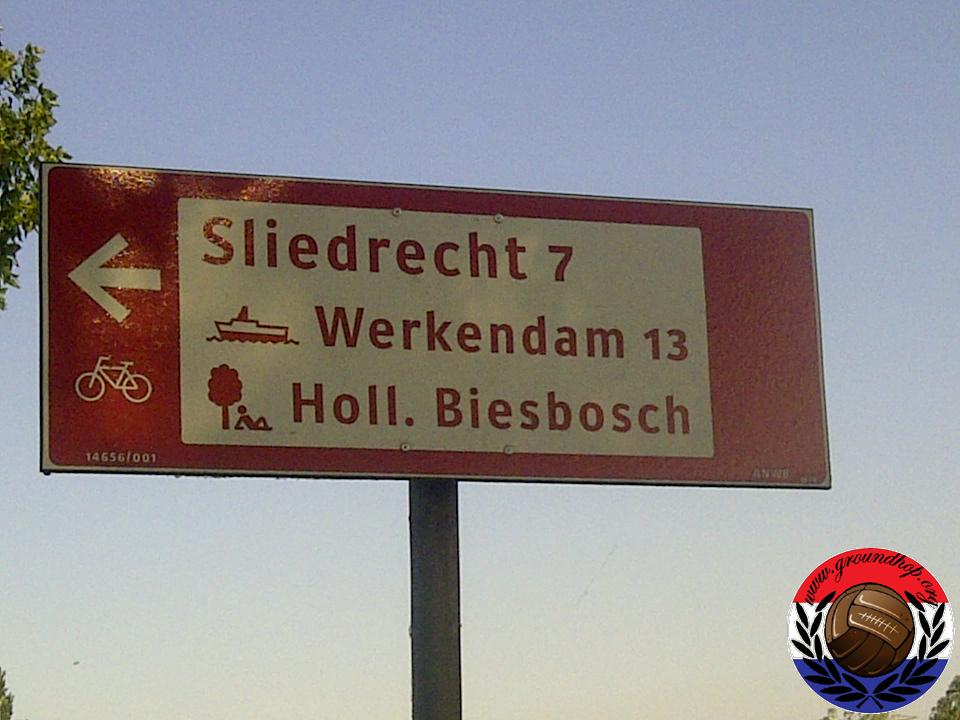 Sliedrecht 7
Werkendam 13
Holl. Biesbosch
14656/001
ANWB
www.groundhop.org